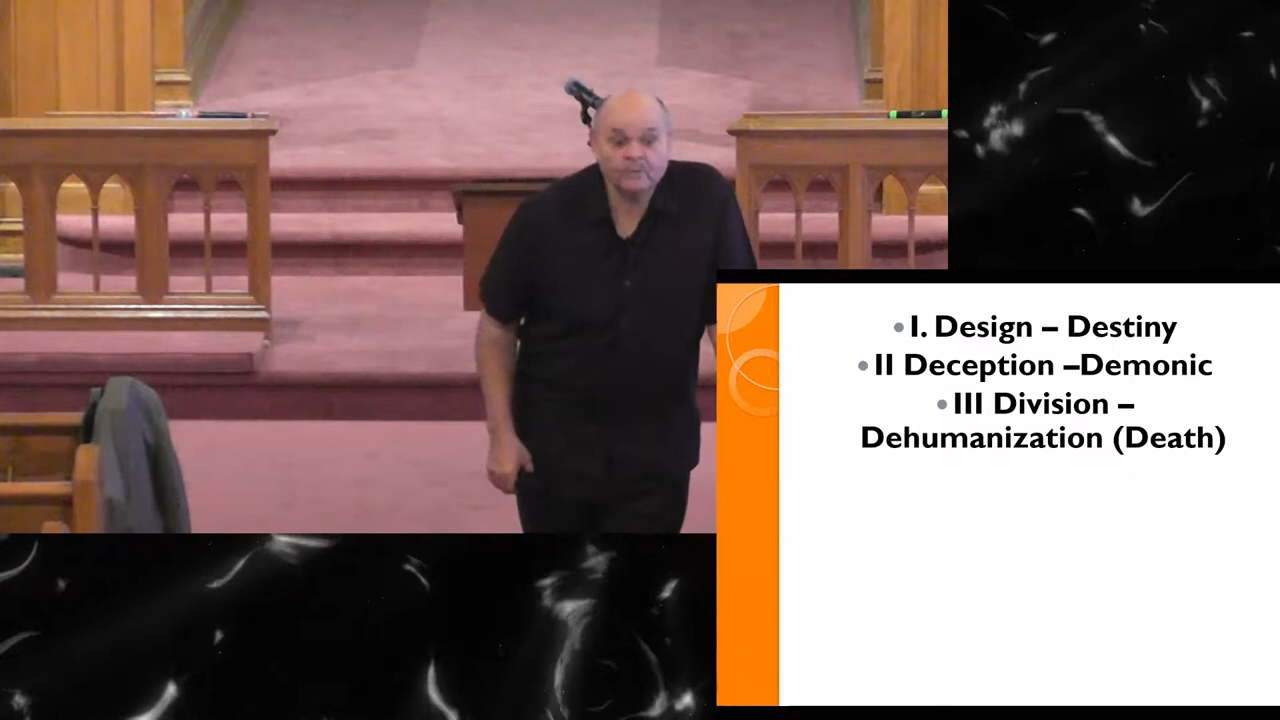 •I. Design – Destiny
•II Deception –Demonic
•III Division –
Dehumanization (Death)